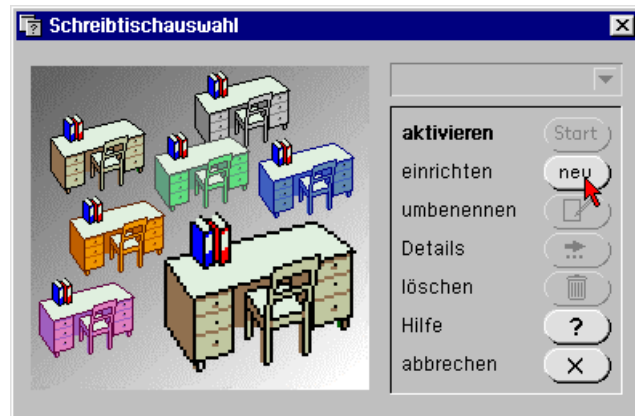 Schreibtischauswahl
aktivieren Start
einrichten neu
umbenennen
Details
löschen
Hilfe ?
abbrechen